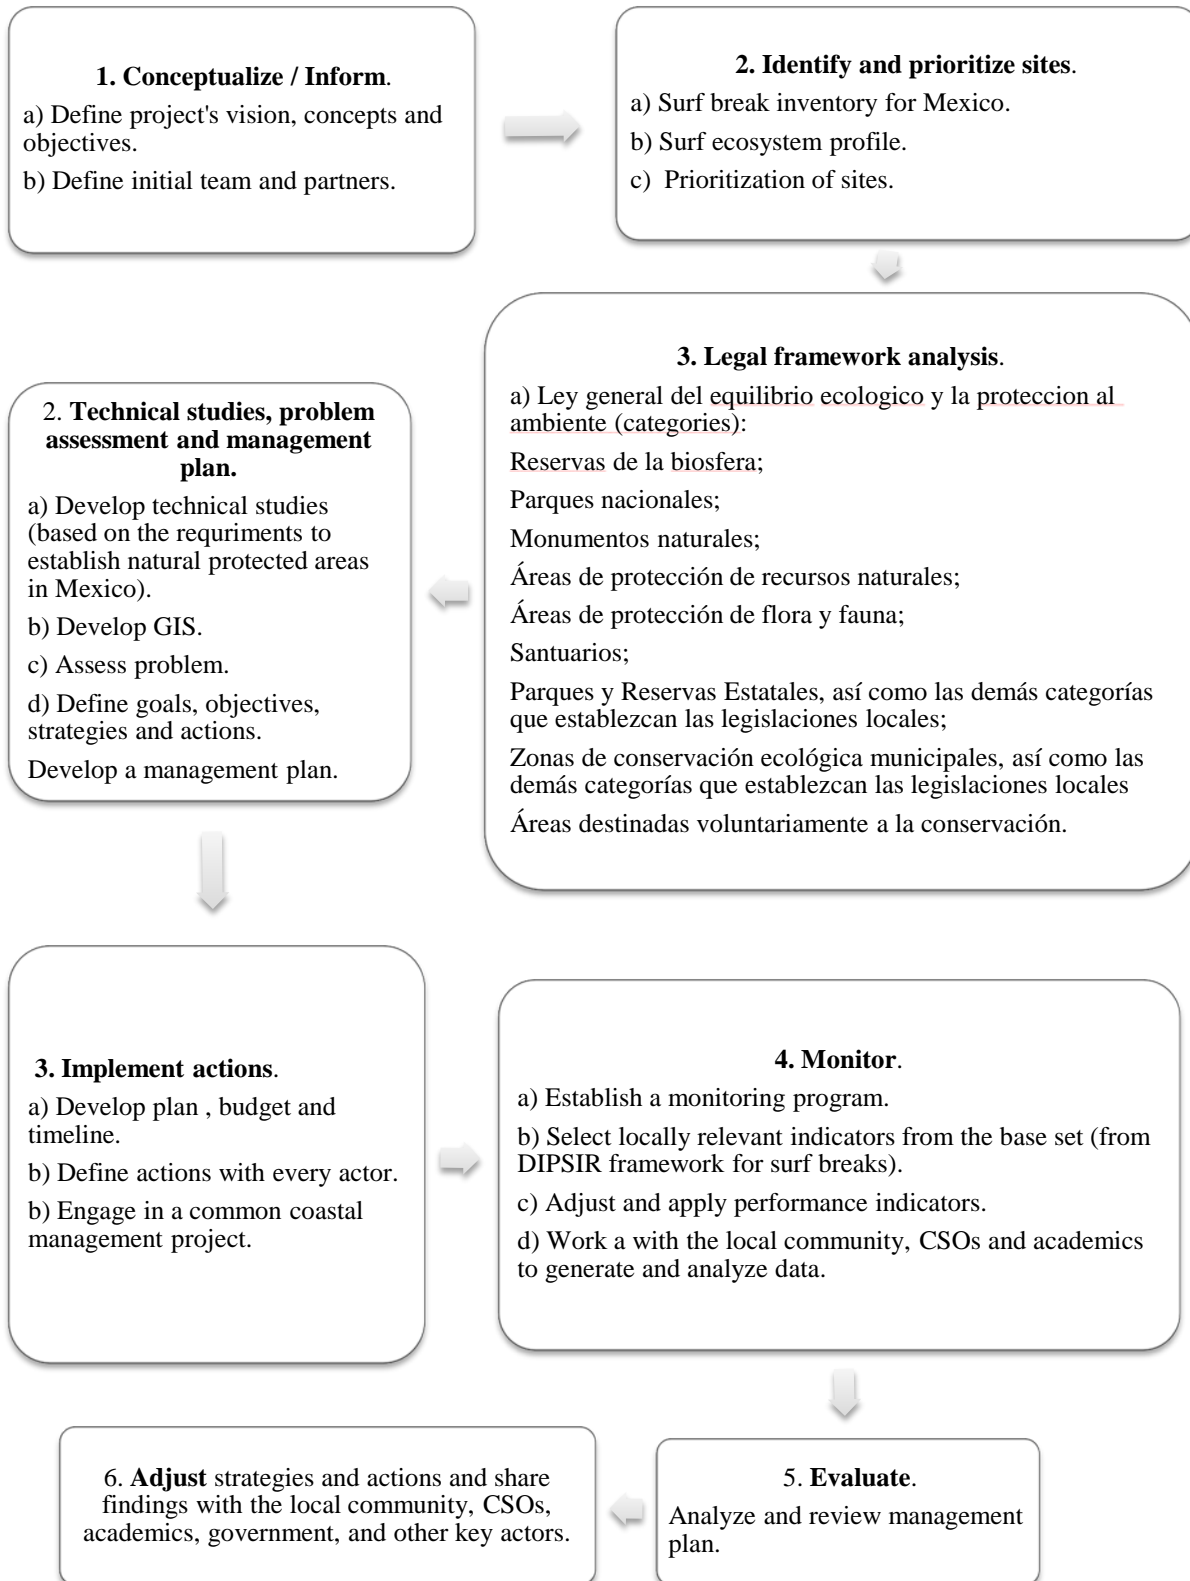 1. Conceptualize / Inform.
a) Define project's vision, concepts and
objectives.
b) Define initial team and partners.
2. Identify and prioritize sites.
a) Surf break inventory for Mexico.
b) Surf ecosystem profile.
c) Prioritization of sites.
3. Legal framework analysis.
a) Ley general del equilibrio ecologico y la proteccion al
ambiente (categories):
Reservas de la biosfera;
Parques nacionales;
Monumentos naturales;
Áreas de protección de recursos naturales;
Áreas de protección de flora y fauna;
Santuarios;
Parques y Reservas Estatales, así como las demás categorías
que establezcan las legislaciones locales;
Zonas de conservación ecológica municipales, así como las
demás categorías que establezcan las legislaciones locales
Áreas destinadas voluntariamente a la conservación.
2. Technical studies, problem
assessment and management
plan.
a) Develop technical studies
(based on the requriments to
establish natural protected areas
in Mexico).
b) Develop GIS.
c) Assess problem.
d) Define goals, objectives,
strategies and actions.
Develop a management plan.
3. Implement actions.
a) Develop plan , budget and
timeline.
b) Define actions with every actor.
b) Engage in a common coastal
management project.
4. Monitor.
a) Establish a monitoring program.
b) Select locally relevant indicators from the base set (from
DIPSIR framework for surf breaks).
c) Adjust and apply performance indicators.
d) Work a with the local community, CSOs and academics
to generate and analyze data.
5. Evaluate.
Analyze and review management
plan.
6. Adjust strategies and actions and share
findings with the local community, CSOs,
academics, government, and other key actors.